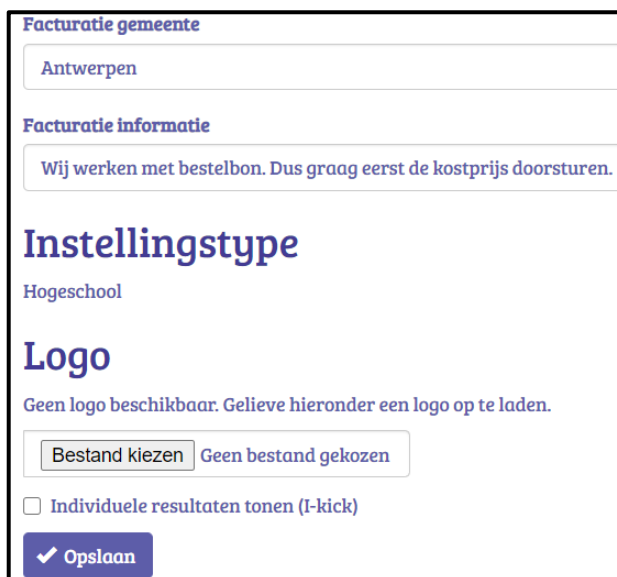 Facturatie gemeente
Antwerpen
Facturatie informatie
Wij werken met bestelbon. Dus graag eerst de kostprijs doorsturen.
Instellingstype
Hogeschool
Logo
Geen logo beschikbaar. Gelieve hieronder een logo op te laden.
Bestand kiezen Geen bestand gekozen
Individuele resultaten tonen (I-kick)
Opslaan